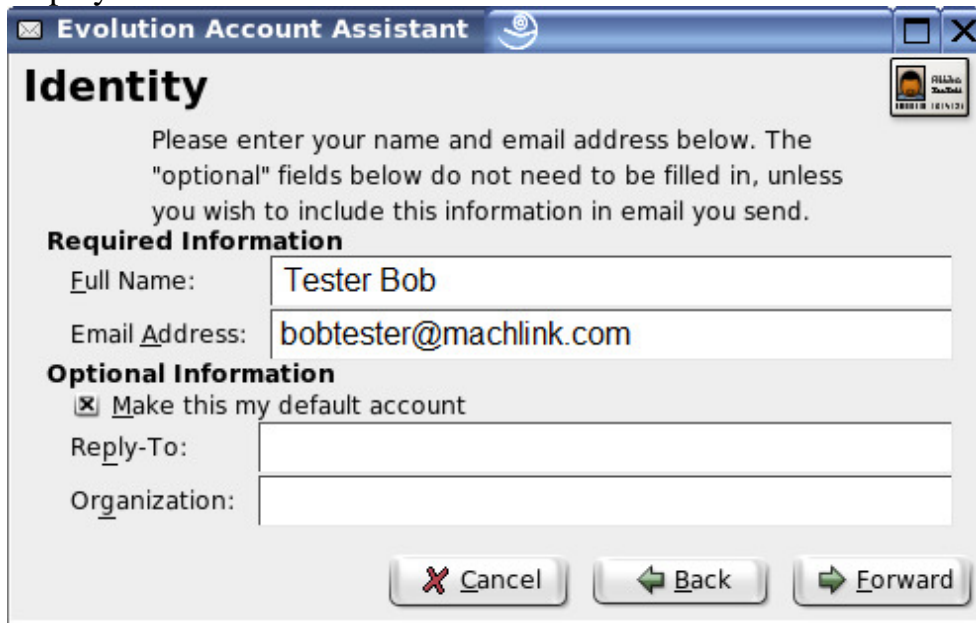 Evolution Account Assistant
Identity
Please enter your name and email address below. The
"optional" fields below do not need to be filled in, unless
you wish to include this information in email you send.
Required Information
Full Name: Tester Bob
Email Address: bobtester@machlink.com
Optional Information
Make this my default account
Reply-To:
Organization:
Cancel Back Forward